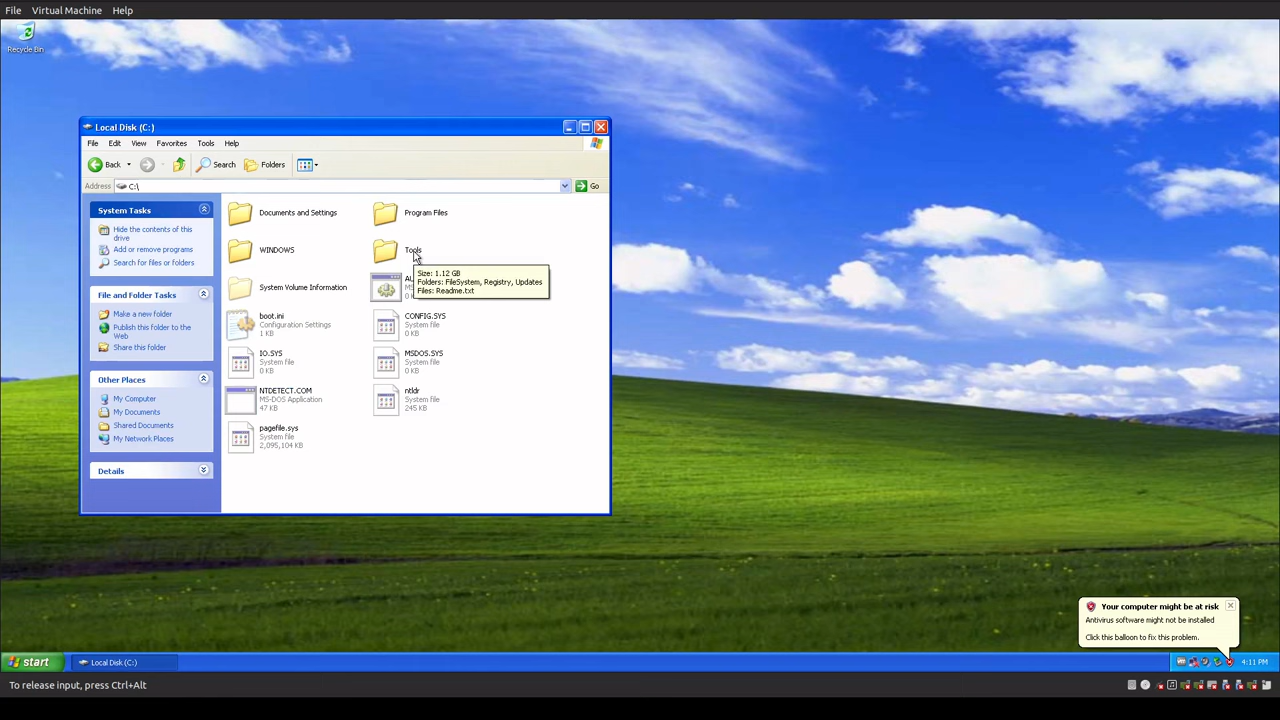 File Virtual Machine Help
Recycle Bin
Local Disk (C:)
File Edit View Favorites Tools Help
Back Search Folders
Address C:\ Go
System Tasks
Hide the contents of this
drive
Add or remove programs
Search for files or folders
File and Folder Tasks
Make a new folder
Publish this folder to the
Web
Share this folder
Other Places
My Computer
My Documents
Shared Documents
My Network Places
Details
Documents and Settings
Program Files
WINDOWS
Tools
System Volume Information
Size: 1.12 GB
Folders: FileSystem, Registry, Updates
Files: Readme.txt
boot.ini
Configuration Settings
1 KB
CONFIG.SYS
System file
0 KB
IO.SYS
System file
0 KB
MSDOS.SYS
System file
0 KB
NTDETECT.COM
MS-DOS Application
47 KB
ntldr
System file
245 KB
pagefile.sys
System file
2,095,104 KB
Your computer might be at risk
Antivirus software might not be installed
Click this balloon to fix this problem.
start Local Disk (C:) 4:11 PM
To release input, press Ctrl+Alt